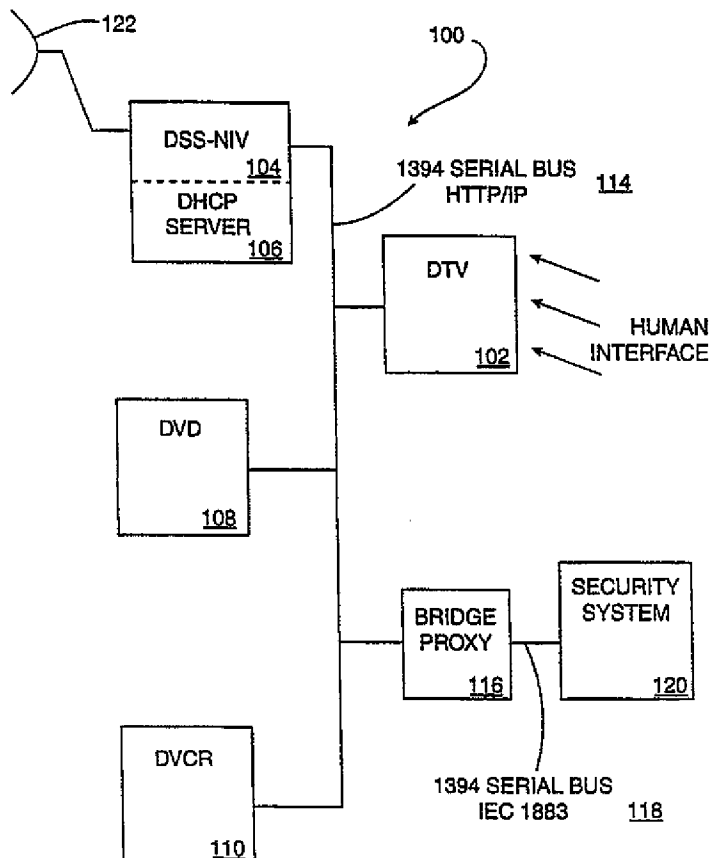 122
100
DSS-NIV
104
DHCP
SERVER
106
1394 SERIAL BUS
HTTP/IP
114
DTV
102
HUMAN
INTERFACE
DVD
108
BRIDGE
PROXY
116
SECURITY
SYSTEM
120
DVCR
110
1394 SERIAL BUS
IEC 1883
118